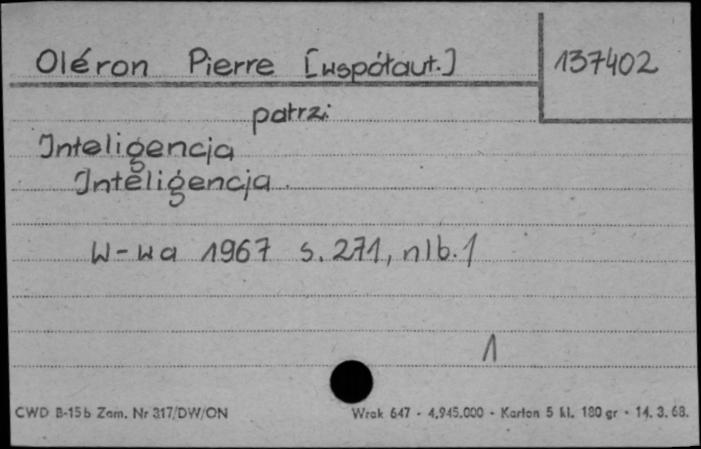 Oléron Pierre [współaut.] 137402
patrz:
Inteligencja
Inteligencja.
W-wa 1967 s. 271, nlb. 1
1
CWD B-15b Zam. Nr 317/DW/ON Wrak 647 - 4.945.000 - Karton 5 kl. 180 gr - 14. 3. 68.